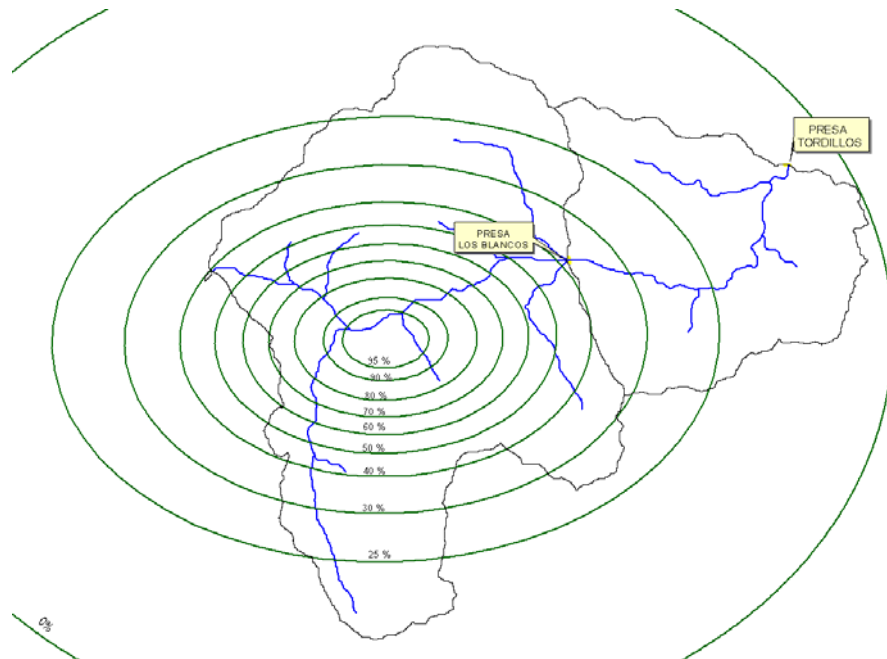 PRESA
TORDILLOS
PRESA
LOS BLANCOS
95 %
90 %
80 %
70 %
60 %
50 %
40 %
30 %
25 %
0%